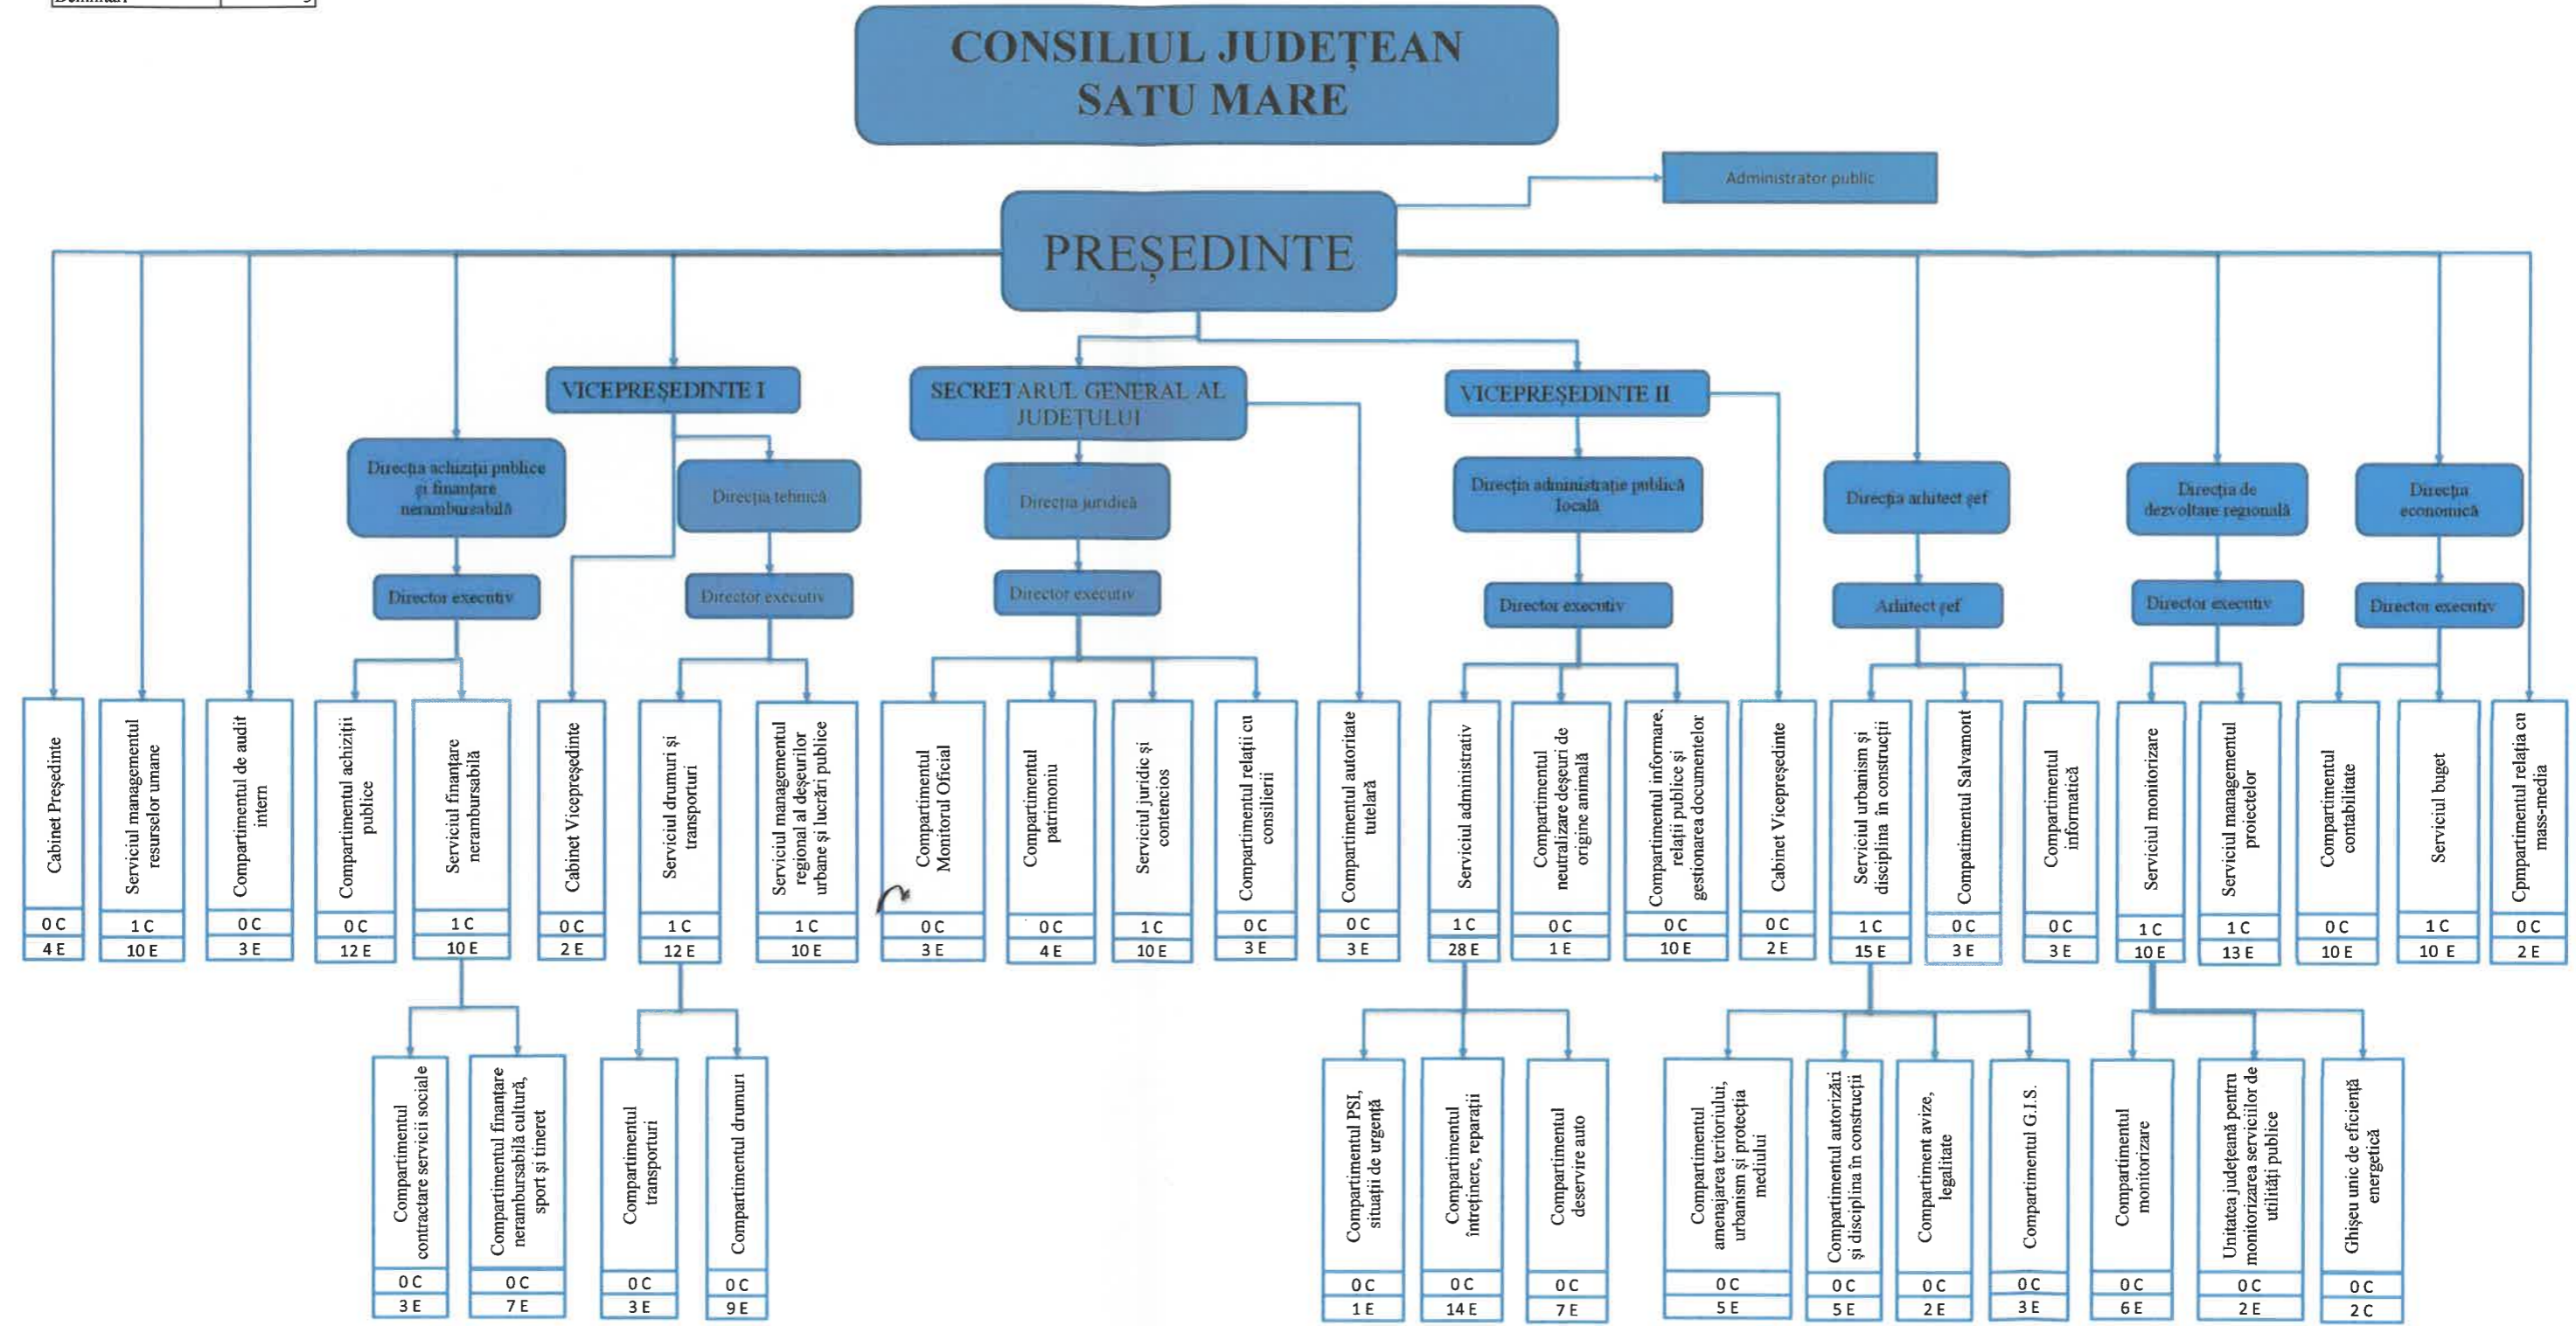 CONSILIUL JUDEȚEAN
SATU MARE
Administrator public
PREȘEDINTE
VICEPREȘEDINTE I
SECRETARUL GENERAL AL
JUDEȚULUI
VICEPREȘEDINTE II
Direcția achiziții publice
și finanțare
nerambursabilă
Direcția tehnică
Direcția juridică
Direcția administrație publică
locală
Direcția arhitect șef
Direcția de
dezvoltare regională
Direcția
economică
Director executiv
Director executiv
Director executiv
Director executiv
Arhitect șef
Director executiv
Director executiv
Cabinet Președinte
0 C
4 E
Serviciul managementul
resurselor umane
1 C
10 E
Compartimentul de audit
intern
0 C
3 E
Compartimentul achiziții
publice
0 C
12 E
Serviciul finanțare
nerambursabilă
1 C
10 E
Cabinet Vicepreședinte
0 C
2 E
Serviciul drumuri și
transporturi
1 C
12 E
Serviciul managementul
regional al deșeurilor
urbane și lucrări publice
1 C
10 E
Compartimentul
Monitorul Oficial
0 C
3 E
Compartimentul
patrimoniu
0 C
4 E
Serviciul juridic și
contencios
1 C
10 E
Compartimentul relații cu
consilierii
0 C
3 E
Compartimentul autoritate
tutelară
0 C
3 E
Serviciul administrativ
1 C
28 E
Compartimentul
neutralizare deșeuri de
origine animală
0 C
1 E
Compartimentul informare,
relații publice și
gestionarea documentelor
0 C
10 E
Cabinet Vicepreședinte
0 C
2 E
Serviciul urbanism și
disciplina în construcții
1 C
15 E
Compatimentul Salvamont
0 C
3 E
Compartimentul
informatică
0 C
3 E
Serviciul monitorizare
1 C
10 E
Serviciul managementul
proiectelor
1 C
13 E
Compartimentul
contabilitate
0 C
10 E
Serviciul buget
1 C
10 E
Cpmpartimentul relația cu
mass-media
0 C
2 E
Compartimentul
contractare servicii sociale
0 C
3 E
Compartimentul finanțare
nerambursabilă cultură,
sport și tineret
0 C
7 E
Compartimentul
transporturi
0 C
3 E
Compartimentul drumuri
0 C
9 E
Compartimentul PSI,
situații de urgență
0 C
1 E
Compartimentul
întreținere, reparații
0 C
14 E
Compartimentul
deservire auto
0 C
7 E
Compartimentul
amenajarea teritoriului,
urbanism și protecția
mediului
0 C
5 E
Compartimentul autorizări
și disciplina în construcții
0 C
5 E
Compartiment avize,
legalitate
0 C
2 E
Compartimentul G.I.S.
0 C
3 E
Compartimentul
monitorizare
0 C
6 E
Unitatea județeană pentru
monitorizarea serviciilor de
utilități publice
0 C
2 E
Ghișeu unic de eficiență
energetică
0 C
2 C